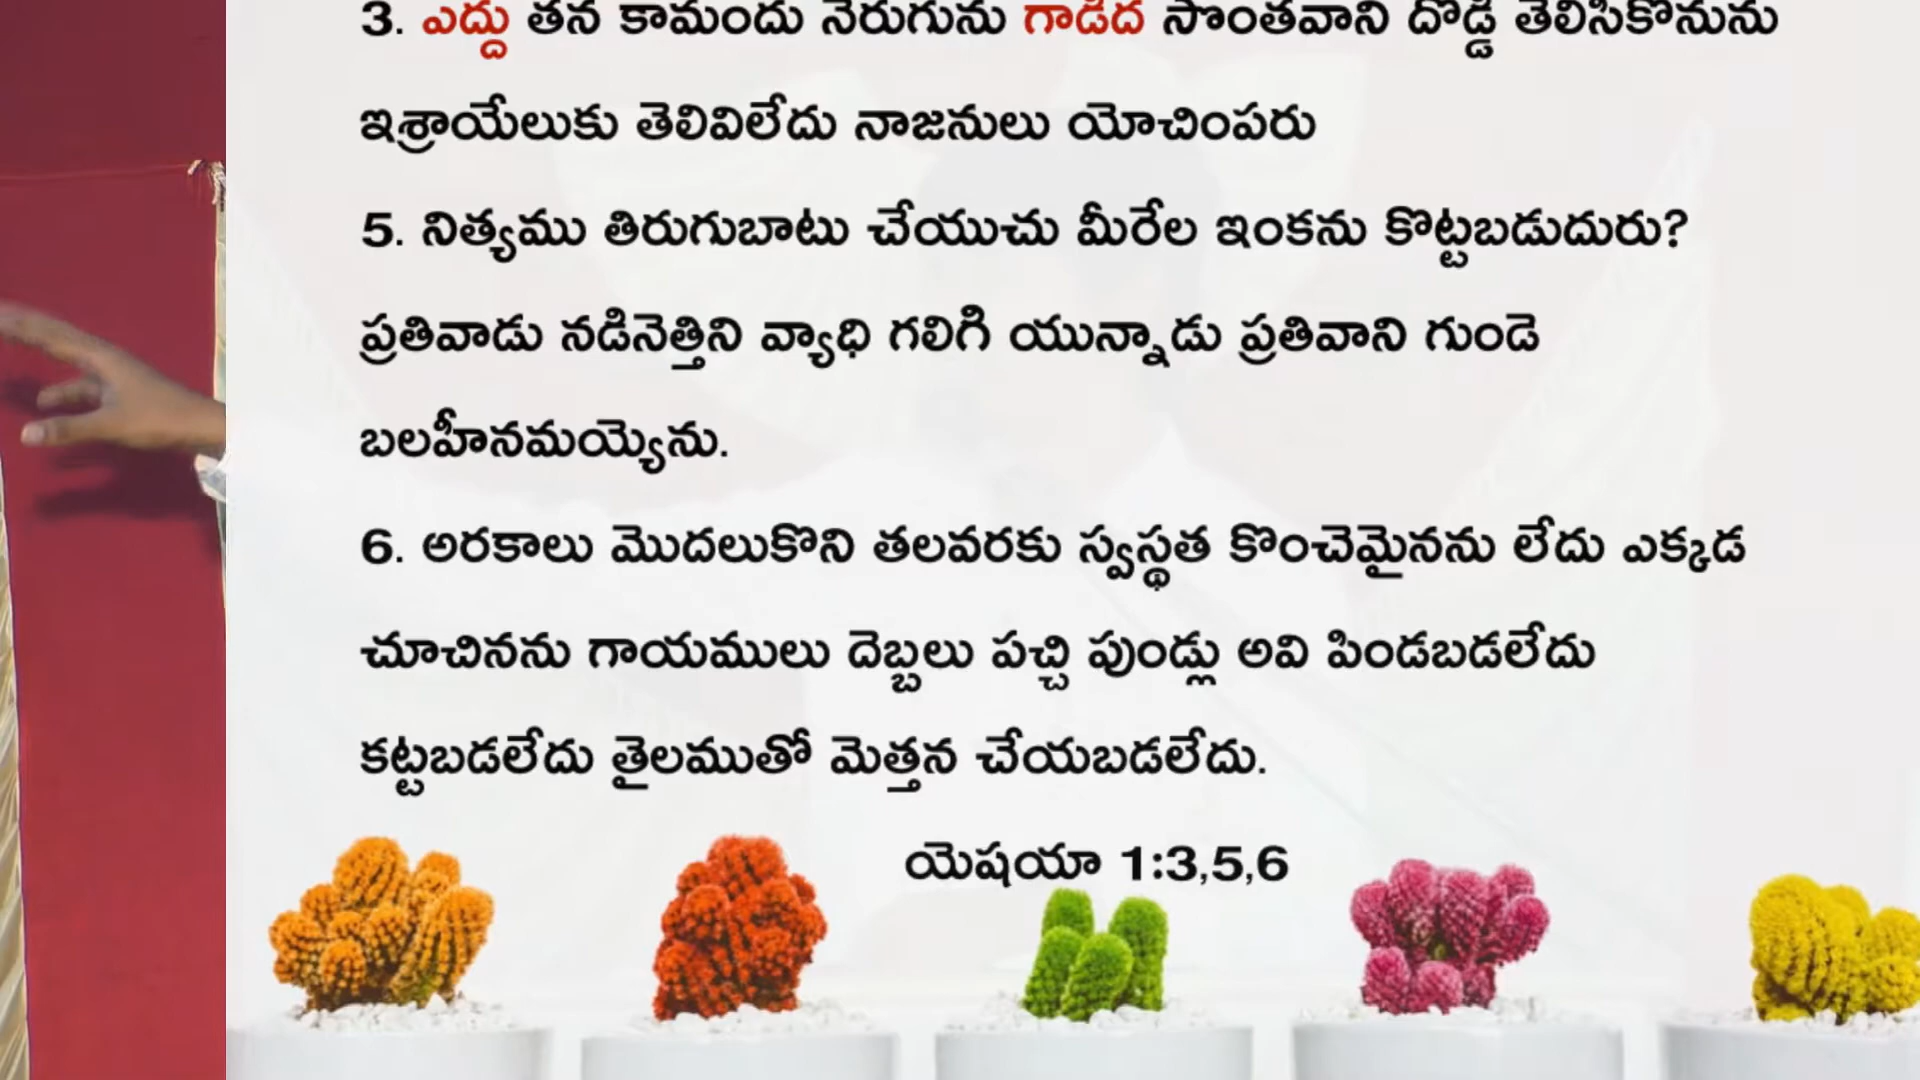 3. ఎద్దు తన కామందు నెరుగును గాడిద సొంతవాని దొడ్డి తెలిసికొనును
ఇశ్రాయేలుకు తెలివిలేదు నాజనులు యోచింపరు
5. నిత్యము తిరుగుబాటు చేయుచు మీరేల ఇంకను కొట్టబడుదురు?
ప్రతివాడు నడినెత్తిని వ్యాధి గలిగి యున్నాడు ప్రతివాని గుండె
బలహీనమయ్యెను.
6. అరకాలు మొదలుకొని తలవరకు స్వస్థత కొంచెమైనను లేదు ఎక్కడ
చూచినను గాయములు దెబ్బలు పచ్చి పుండ్లు అవి పిండబడలేదు
కట్టబడలేదు తైలముతో మెత్తన చేయబడలేదు.
యెషయా 1:3,5,6